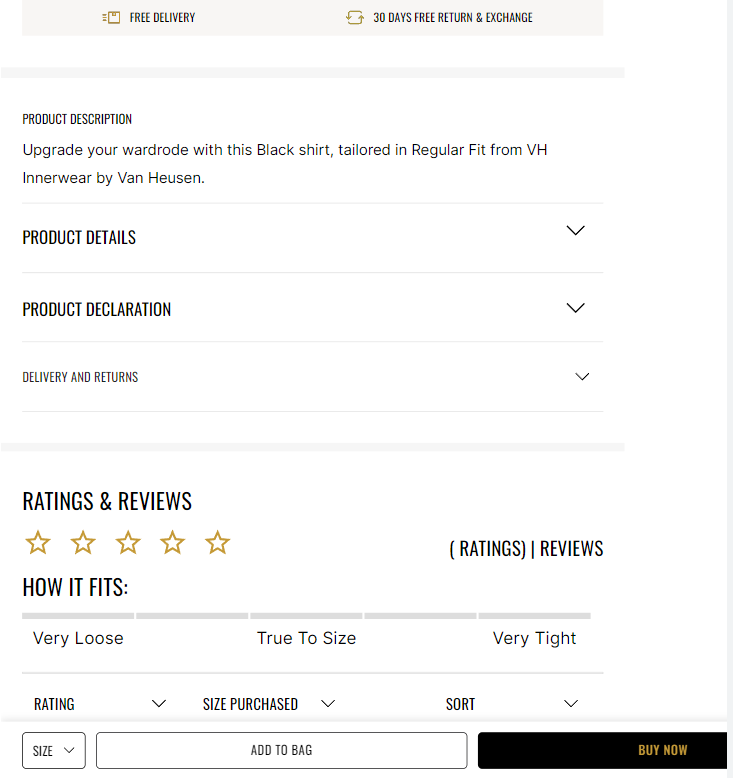 FREE DELIVERY
30 DAYS FREE RETURN & EXCHANGE
PRODUCT DESCRIPTION
Upgrade your wardrode with this Black shirt, tailored in Regular Fit from VH
Innerwear by Van Heusen.
PRODUCT DETAILS
PRODUCT DECLARATION
DELIVERY AND RETURNS
RATINGS & REVIEWS
( RATINGS) | REVIEWS
HOW IT FITS:
Very Loose True To Size Very Tight
RATING SIZE PURCHASED SORT
SIZE ADD TO BAG BUY NOW